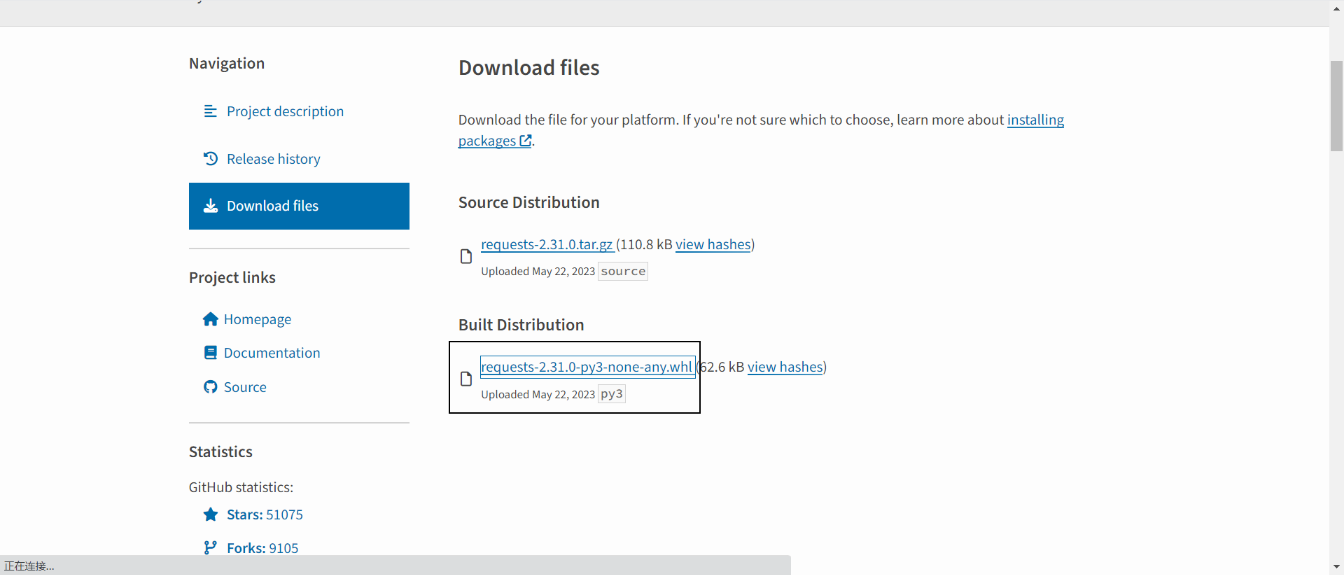 Navigation
Project description
Release history
Download files
Project links
Homepage
Documentation
Source
Statistics
GitHub statistics:
Stars: 51075
Forks: 9105
Download files
Download the file for your platform. If you're not sure which to choose, learn more about installing
packages.
Source Distribution
requests-2.31.0.tar.gz (110.8 kB view hashes)
Uploaded May 22, 2023 source
Built Distribution
requests-2.31.0-py3-none-any.whl (62.6 kB view hashes)
Uploaded May 22, 2023 py3
正在连接...